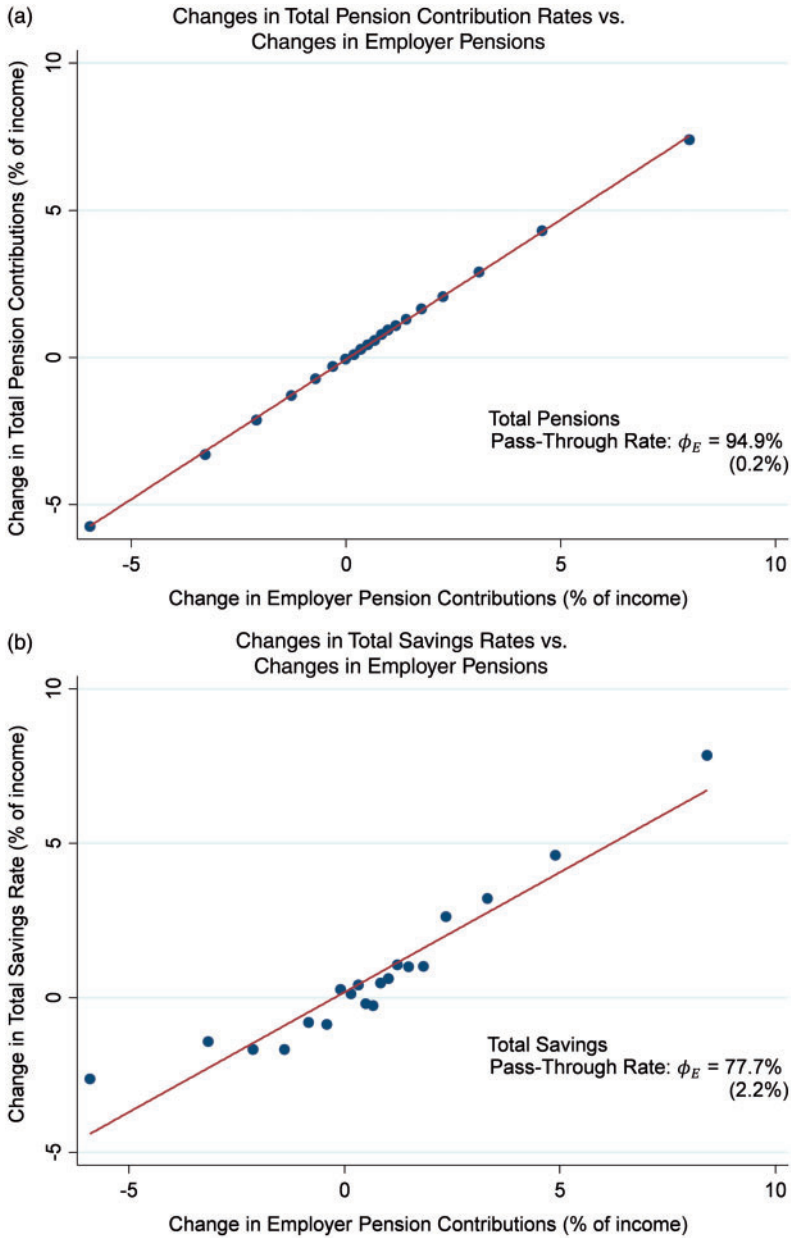 (a)
Changes in Total Pension Contribution Rates vs.
Changes in Employer Pensions
Change in Total Pension Contributions (% of income)
10
5
0
-5
Total Pensions
Pass-Through Rate: ϕ_E = 94.9%
(0.2%)
-5 0 5 10
Change in Employer Pension Contributions (% of income)
(b)
Changes in Total Savings Rates vs.
Changes in Employer Pensions
Change in Total Savings Rate (% of income)
10
5
0
-5
Total Savings
Pass-Through Rate: ϕ_E = 77.7%
(2.2%)
-5 0 5 10
Change in Employer Pension Contributions (% of income)